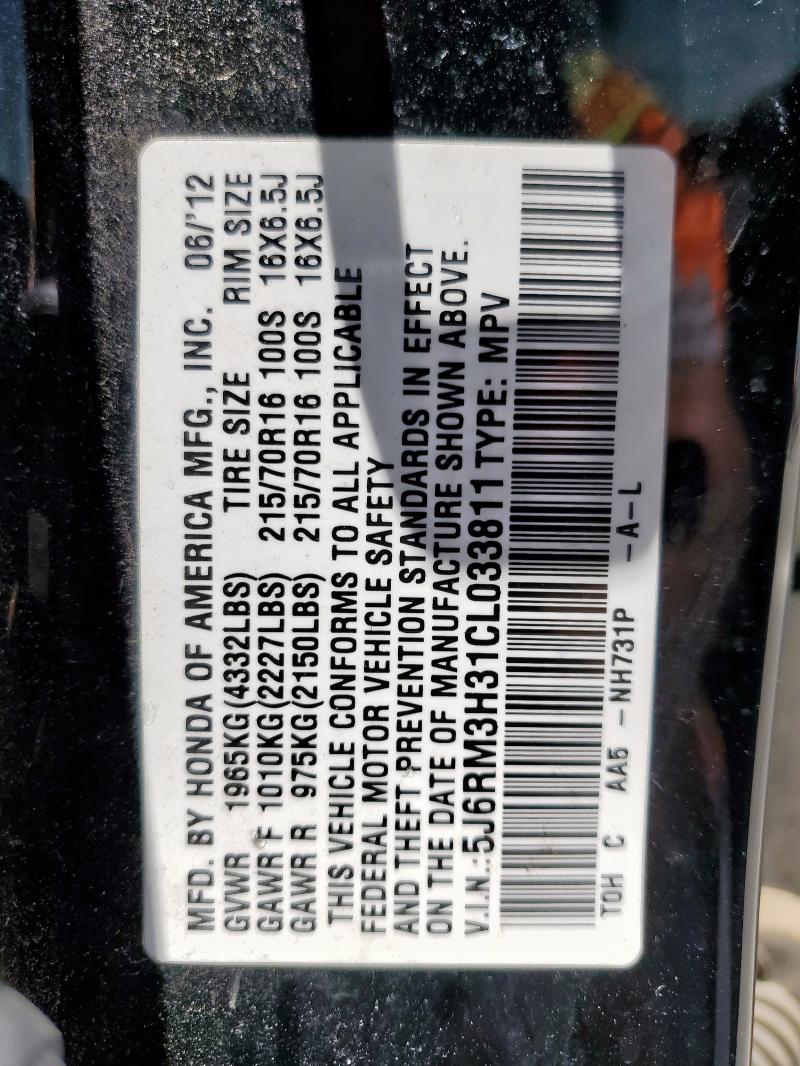 MFD. BY HONDA OF AMERICA MFG., INC. 06/'12
GVWR 1965KG(4332LBS) TIRE SIZE RIM SIZE
GAWR F 1010KG(2227LBS) 215/70R16 100S 16X6.5J
GAWR R 975KG(2150LBS) 215/70R16 100S 16X6.5J
THIS VEHICLE CONFORMS TO ALL APPLICABLE
FEDERAL MOTOR VEHICLE SAFETY
AND THEFT PREVENTION STANDARDS IN EFFECT
ON THE DATE OF MANUFACTURE SHOWN ABOVE.
V.I.N.:5J6RM3H31CL033811 TYPE: MPV
TOH C AA5 -NH731P -A-L